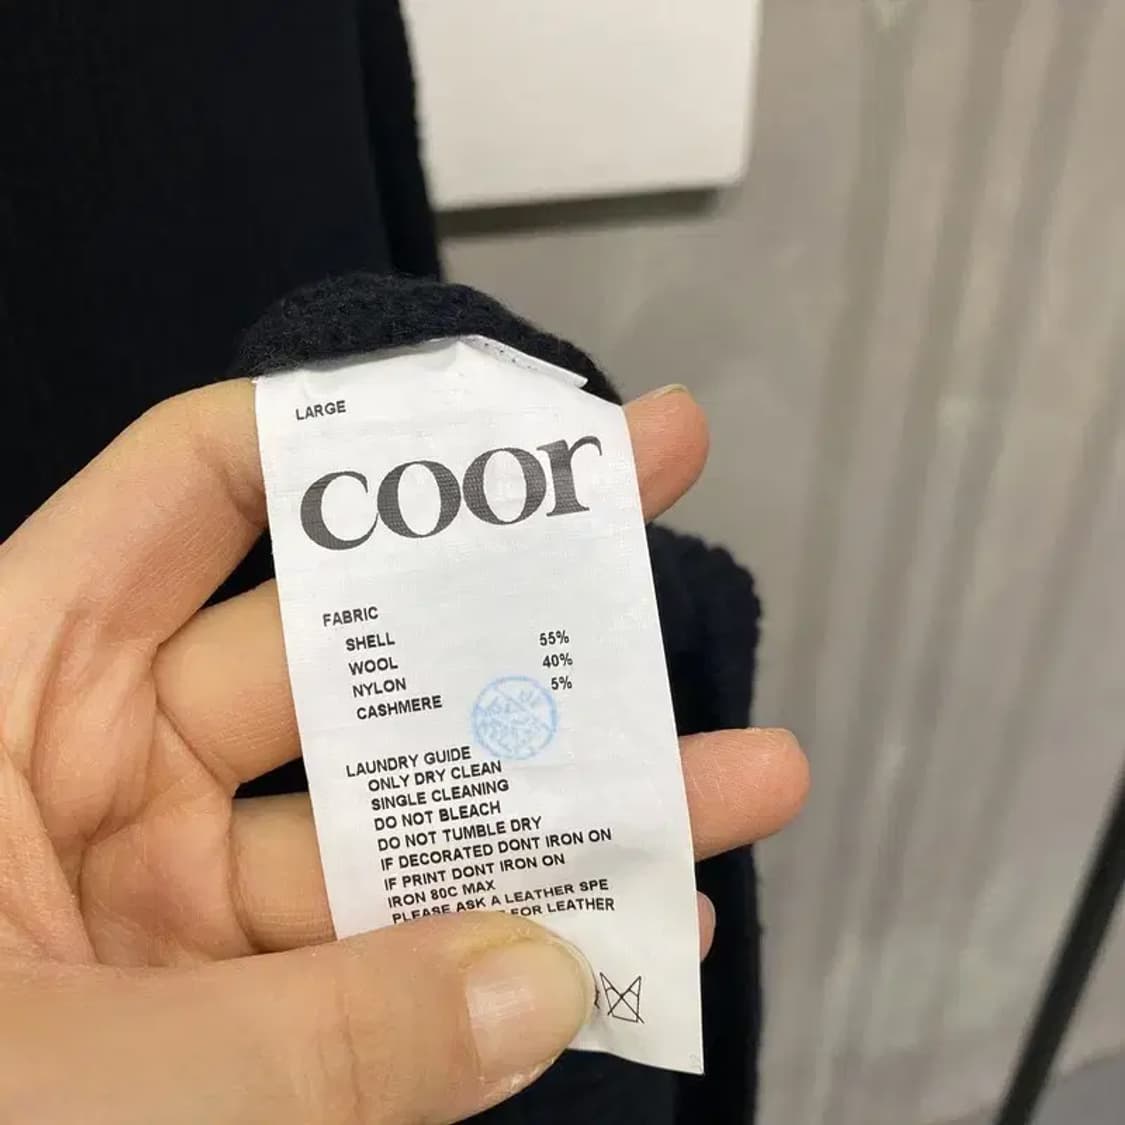 LARGE
coor
FABRIC
SHELL 55%
WOOL 40%
NYLON 5%
CASHMERE
LAUNDRY GUIDE
ONLY DRY CLEAN
SINGLE CLEANING
DO NOT BLEACH
DO NOT TUMBLE DRY
IF DECORATED DONT IRON ON
IF PRINT DONT IRON ON
IRON 80C MAX
PLEASE ASK A LEATHER SPE
FOR LEATHER